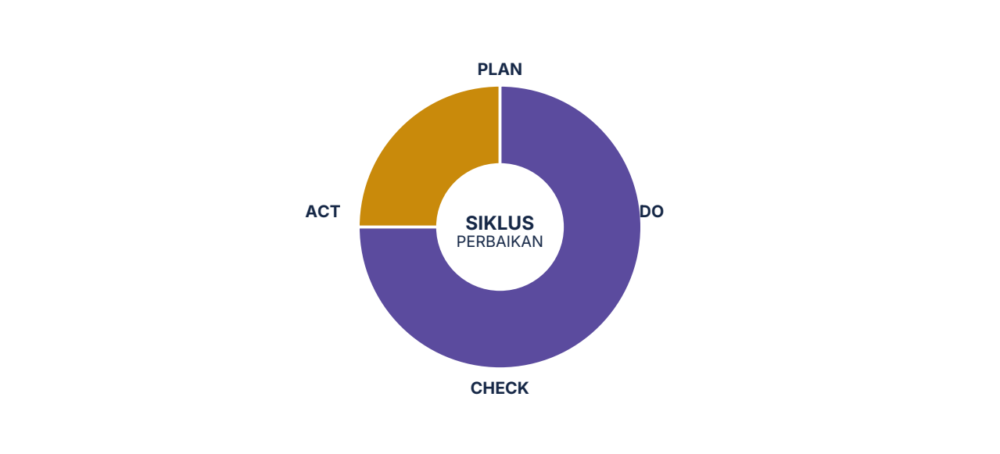 PLAN
ACT
DO
SIKLUS
PERBAIKAN
CHECK